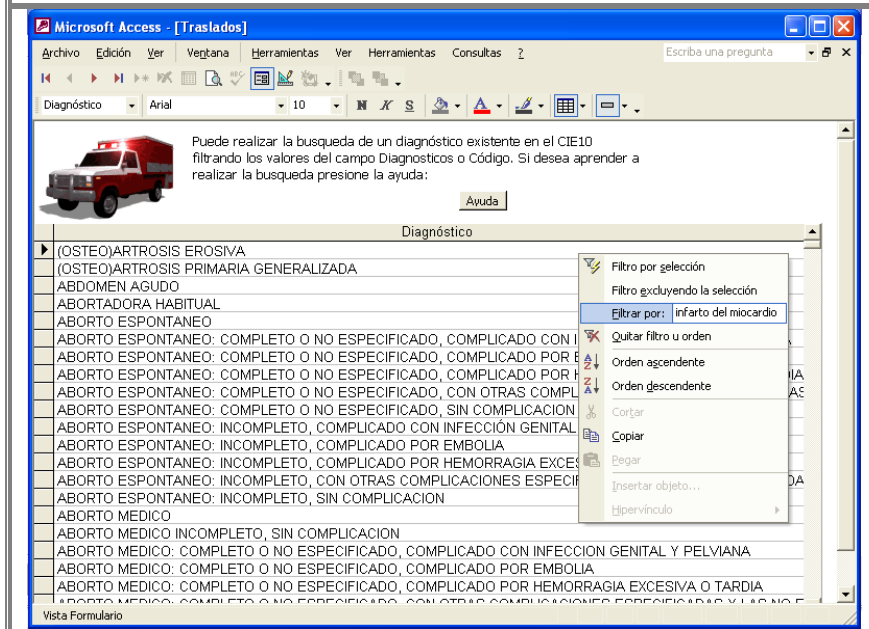 Microsoft Access - [Traslados]
Archivo Edición Ver Ventana Herramientas Ver Herramientas Consultas ? Escriba una pregunta
Diagnóstico Arial 10 N K S A
Puede realizar la busqueda de un diagnóstico existente en el CIE10
filtrando los valores del campo Diagnosticos o Código. Si desea aprender a
realizar la busqueda presione la ayuda:
Ayuda
Diagnóstico
(OSTEO)ARTROSIS EROSIVA
(OSTEO)ARTROSIS PRIMARIA GENERALIZADA
ABDOMEN AGUDO
ABORTADORA HABITUAL
ABORTO ESPONTANEO
ABORTO ESPONTANEO: COMPLETO O NO ESPECIFICADO, COMPLICADO CON
ABORTO ESPONTANEO: COMPLETO O NO ESPECIFICADO, COMPLICADO POR
ABORTO ESPONTANEO: COMPLETO O NO ESPECIFICADO, COMPLICADO POR
ABORTO ESPONTANEO: COMPLETO O NO ESPECIFICADO, CON OTRAS COMPL
ABORTO ESPONTANEO: COMPLETO O NO ESPECIFICADO, SIN COMPLICACION
ABORTO ESPONTANEO: INCOMPLETO, COMPLICADO CON INFECCIÓN GENITAL
ABORTO ESPONTANEO: INCOMPLETO, COMPLICADO POR EMBOLIA
ABORTO ESPONTANEO: INCOMPLETO, COMPLICADO POR HEMORRAGIA EXCES
ABORTO ESPONTANEO: INCOMPLETO, CON OTRAS COMPLICACIONES ESPECIF
ABORTO ESPONTANEO: INCOMPLETO, SIN COMPLICACION
ABORTO MEDICO
ABORTO MEDICO INCOMPLETO, SIN COMPLICACION
ABORTO MEDICO: COMPLETO O NO ESPECIFICADO, COMPLICADO CON INFECCION GENITAL Y PELVIANA
ABORTO MEDICO: COMPLETO O NO ESPECIFICADO, COMPLICADO POR EMBOLIA
ABORTO MEDICO: COMPLETO O NO ESPECIFICADO, COMPLICADO POR HEMORRAGIA EXCESIVA O TARDIA
Filtro por selección
Filtro excluyendo la selección
Filtrar por: infarto del miocardio
Quitar filtro u orden
Orden ascendente
Orden descendente
Cortar
Copiar
Pegar
Insertar objeto...
Hipervínculo
Vista Formulario